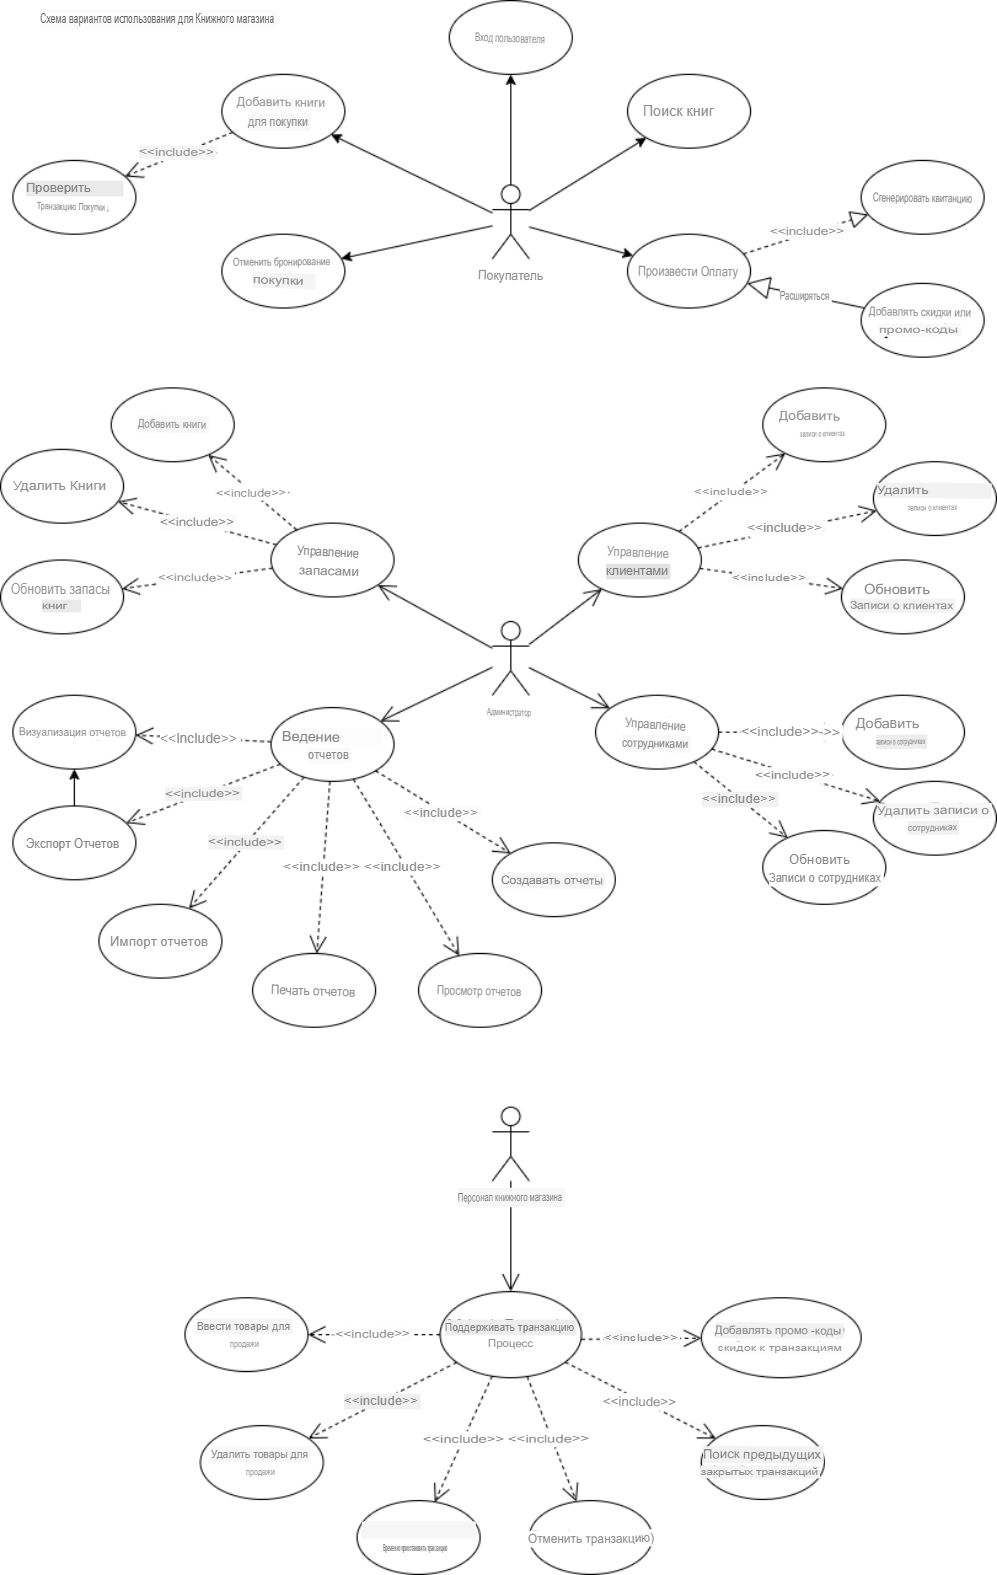 Схема вариантов использования для Книжного магазина
Вход пользователя
Добавить книги
для покупки
Поиск книг
<<include>>
Проверить
Транзакцию Покупки ↓
Сгенерировать квитанцию
<<include>>
Отменить бронирование
покупки
Покупатель
Произвести Оплату
Расширяться
Добавлять скидки или
промо-коды
Добавить книги
Добавить
записи о клиентах
Удалить Книги
<<include>>
<<include>>
Удалить
записи о клиентах
<<include>>
<<include>>
Управление
запасами
Управление
клиентами
<<include>>
<<include>>
Обновить запасы
книг
Обновить
Записи о клиентах
Администратор
Визуализация отчетов
<<Include>>
Ведение
отчетов
Управление
сотрудниками
<<include>>->>
Добавить
записи о сотрудниках
<<include>>
<<include>>
<<include>>
<<include>>
Удалить записи о
сотрудниках
Экспорт Отчетов
<<include>>
<<include>>
<<include>>
Создавать отчеты
Обновить
Записи о сотрудниках
Импорт отчетов
Печать отчетов
Просмотр отчетов
Персонал книжного магазина
Ввести товары для
продажи
<<include>>
Поддерживать транзакцию
Процесс
<<include>>
Добавлять промо -коды
скидок к транзакциям
<<include>>
<<include>>
<<include>>
<<include>>
Удалить товары для
продажи
Поиск предыдущих
закрытых транзакций
Временно приостановить транзакцию
Отменить транзакцию)